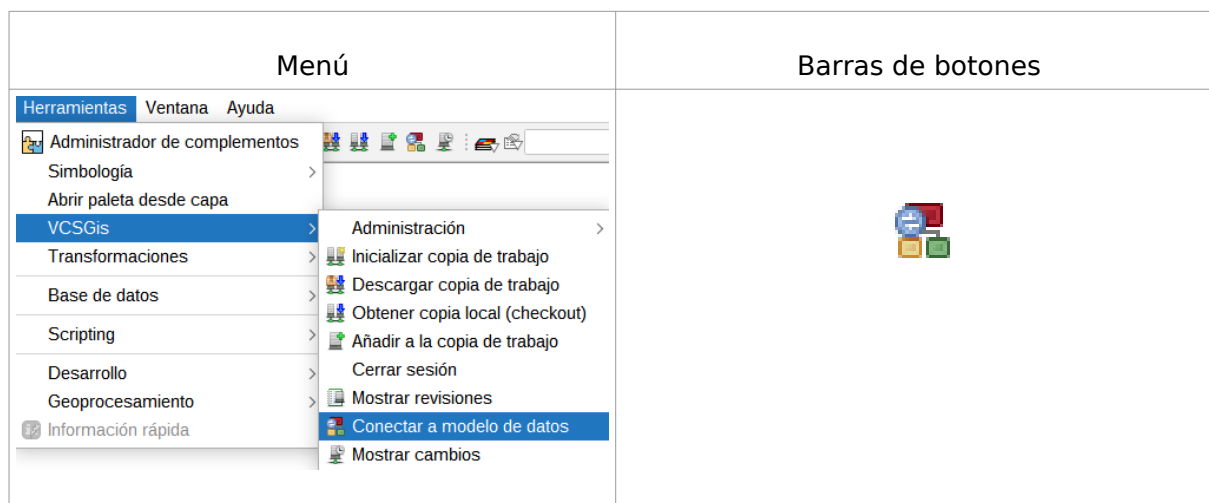 Menú
Barras de botones
Herramientas Ventana Ayuda
Administrador de complementos
Simbología
Abrir paleta desde capa
VCSGis
Transformaciones
Base de datos
Scripting
Desarrollo
Geoprocesamiento
Información rápida
Administración
Inicializar copia de trabajo
Descargar copia de trabajo
Obtener copia local (checkout)
Añadir a la copia de trabajo
Cerrar sesión
Mostrar revisiones
Conectar a modelo de datos
Mostrar cambios